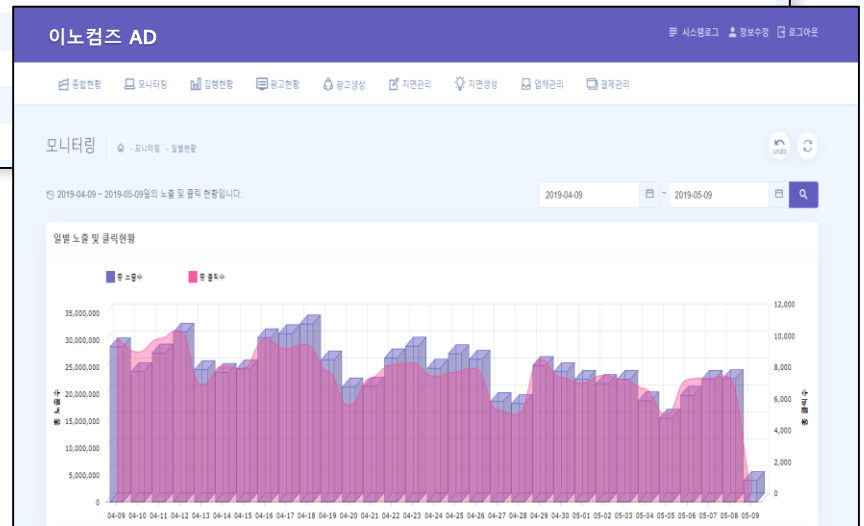 이노컴즈 AD
시스템로그 정보수정 로그아웃
종합현황 모니터링 집행현황 광고현황 광고생성 지면관리 지면생성 업체관리 결제관리
모니터링 - 모니터링 - 일별현황
undo
2019-04-09 ~ 2019-05-09일의 노출 및 클릭 현황입니다.
2019-04-09 ~ 2019-05-09
일별 노출 및 클릭현황
총 노출수 총 클릭수
35,000,000
30,000,000
25,000,000
20,000,000
15,000,000
10,000,000
5,000,000
0
총 노출수
12,000
10,000
8,000
6,000
4,000
2,000
0
총 클릭수
04-09 04-10 04-11 04-12 04-13 04-14 04-15 04-16 04-17 04-18 04-19 04-20 04-21 04-22 04-23 04-24 04-25 04-26 04-27 04-28 04-29 04-30 05-01 05-02 05-03 05-04 05-05 05-06 05-07 05-08 05-09